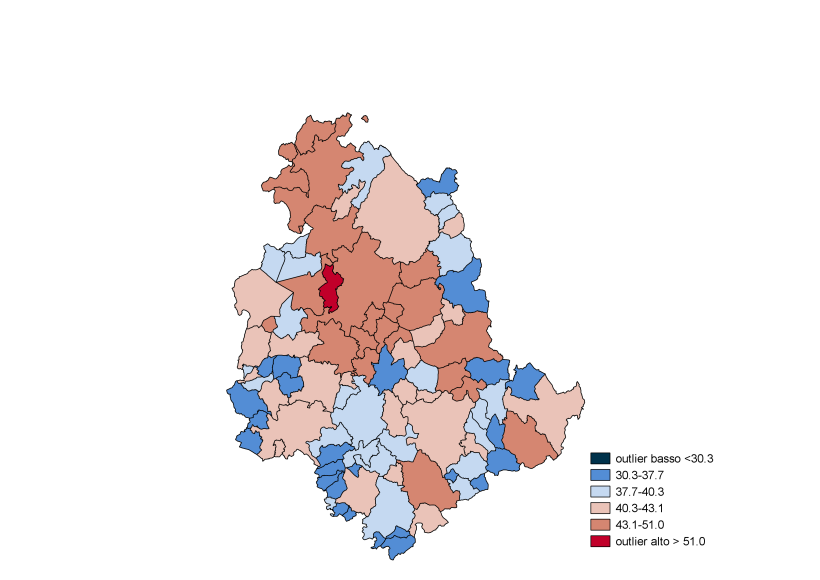 outlier basso <30.3
30.3-37.7
37.7-40.3
40.3-43.1
43.1-51.0
outlier alto > 51.0